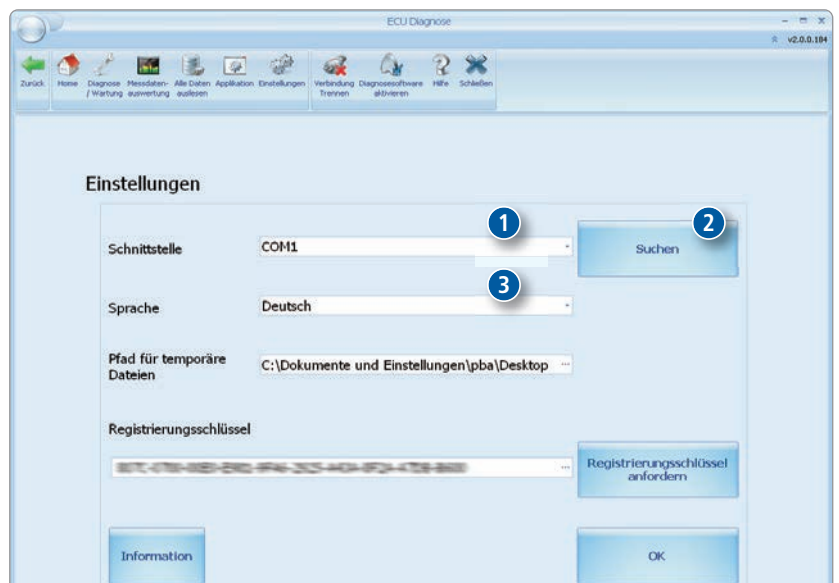 ECU Diagnose
v2.0.0.184
Zurück
Home
Diagnose
/ Wartung
Messdaten-
auswertung
Alle Daten
auslesen
Applikation
Einstellungen
Verbindung
Trennen
Diagnosesoftware
aktivieren
Hilfe
Schließen
Einstellungen
1
2
Schnittstelle
COM1
Suchen
3
Sprache
Deutsch
Pfad für temporäre
Dateien
C:\Dokumente und Einstellungen\pba\Desktop
Registrierungsschlüssel
Registrierungsschlüssel
anfordern
Information
OK